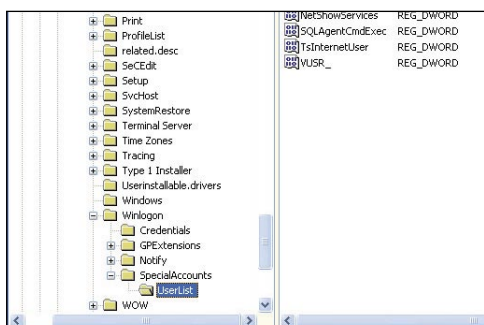 Print
ProfileList
related.desc
SeCEdit
Setup
SvcHost
SystemRestore
Terminal Server
Time Zones
Tracing
Type 1 Installer
Userinstallable.drivers
Windows
Winlogon
Credentials
GPExtensions
Notify
SpecialAccounts
UserList
WOW
NetShowServices REG_DWORD
SQLAgentCmdExec REG_DWORD
TsInternetUser REG_DWORD
VUSR_ REG_DWORD